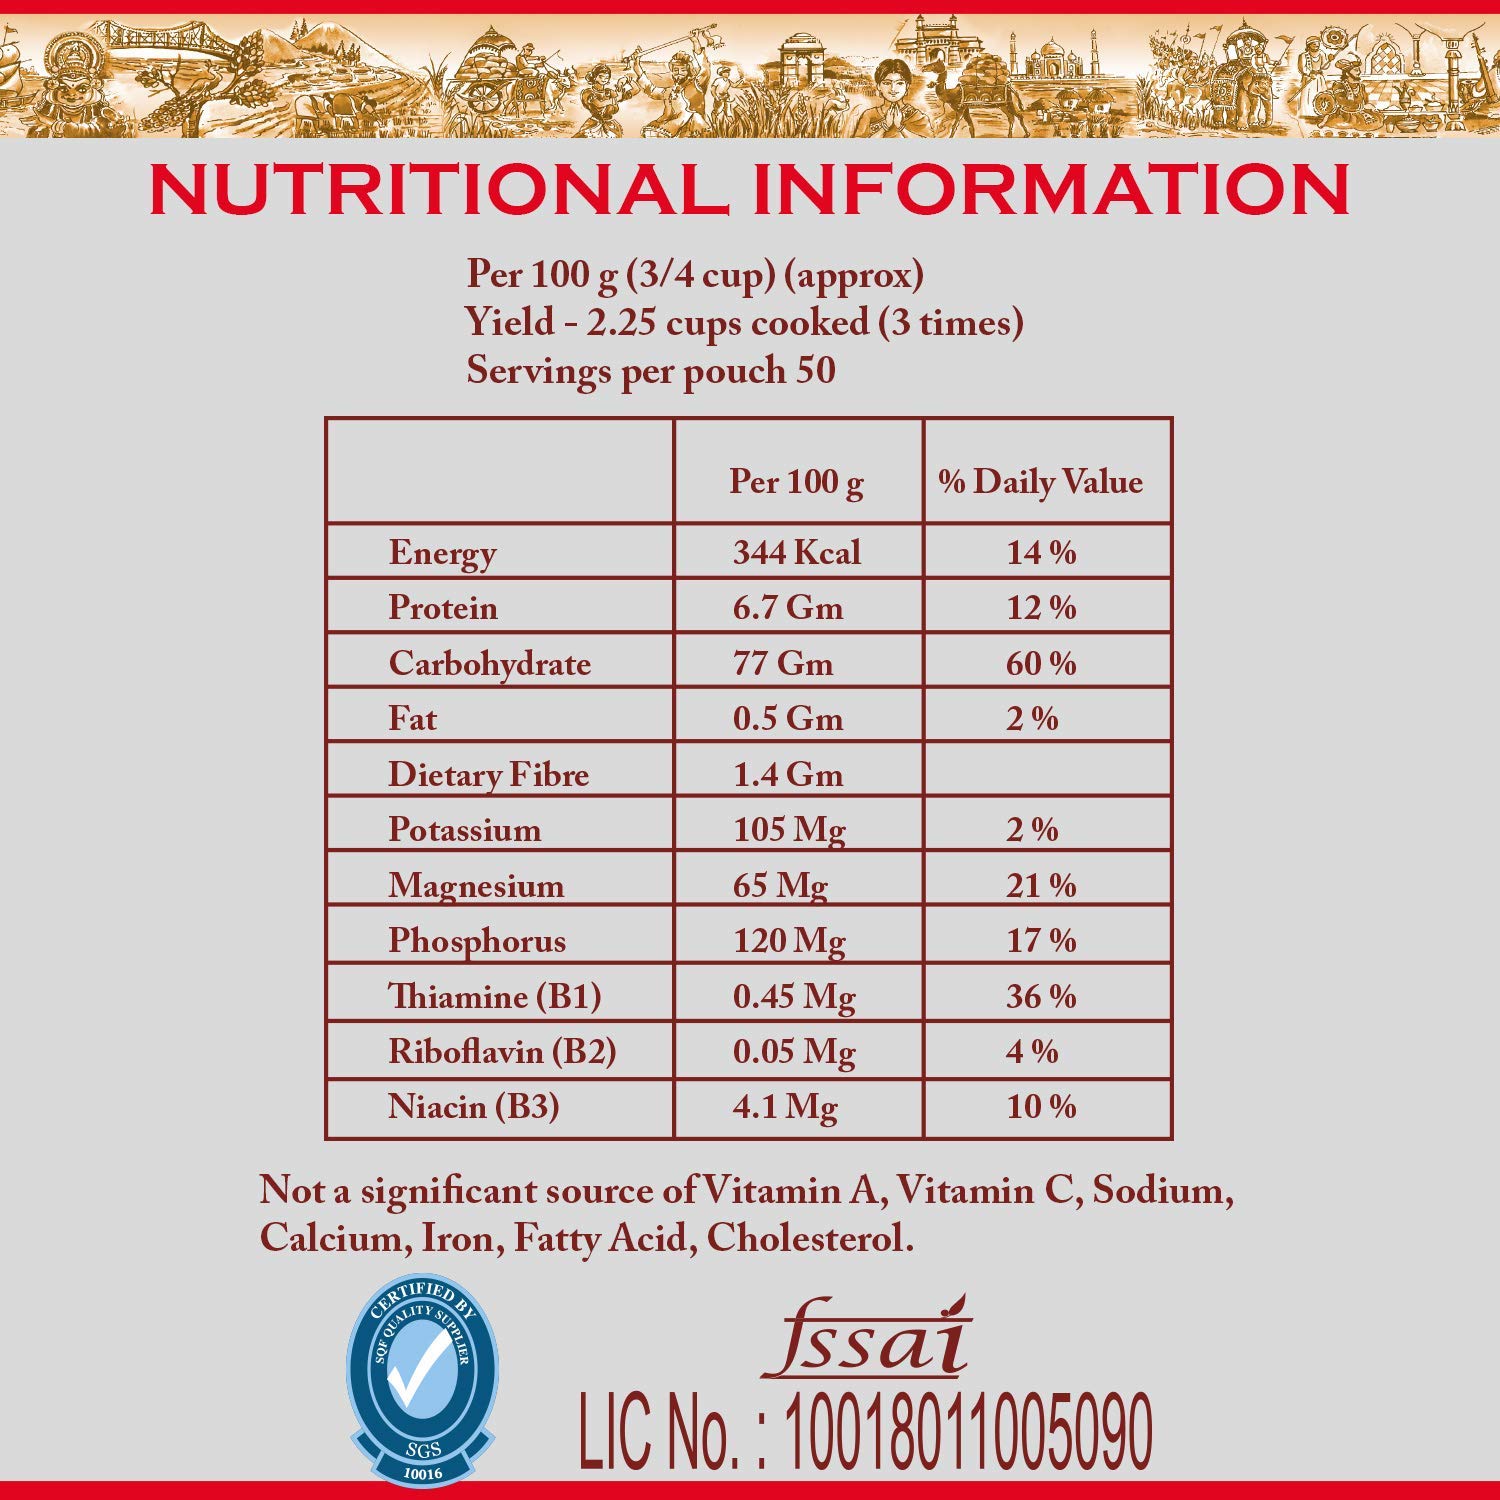 NUTRITIONAL INFORMATION
Per 100 g (3/4 cup) (approx)
Yield - 2.25 cups cooked (3 times)
Servings per pouch 50
Per 100 g % Daily Value
Energy 344 Kcal 14 %
Protein 6.7 Gm 12 %
Carbohydrate 77 Gm 60 %
Fat 0.5 Gm 2 %
Dietary Fibre 1.4 Gm
Potassium 105 Mg 2 %
Magnesium 65 Mg 21 %
Phosphorus 120 Mg 17 %
Thiamine (B1) 0.45 Mg 36 %
Riboflavin (B2) 0.05 Mg 4 %
Niacin (B3) 4.1 Mg 10 %
Not a significant source of Vitamin A, Vitamin C, Sodium,
Calcium, Iron, Fatty Acid, Cholesterol.
CERTIFIED BY
SQF QUALITY SUPPLIER
SGS
10016
fssai
LIC No. : 10018011005090